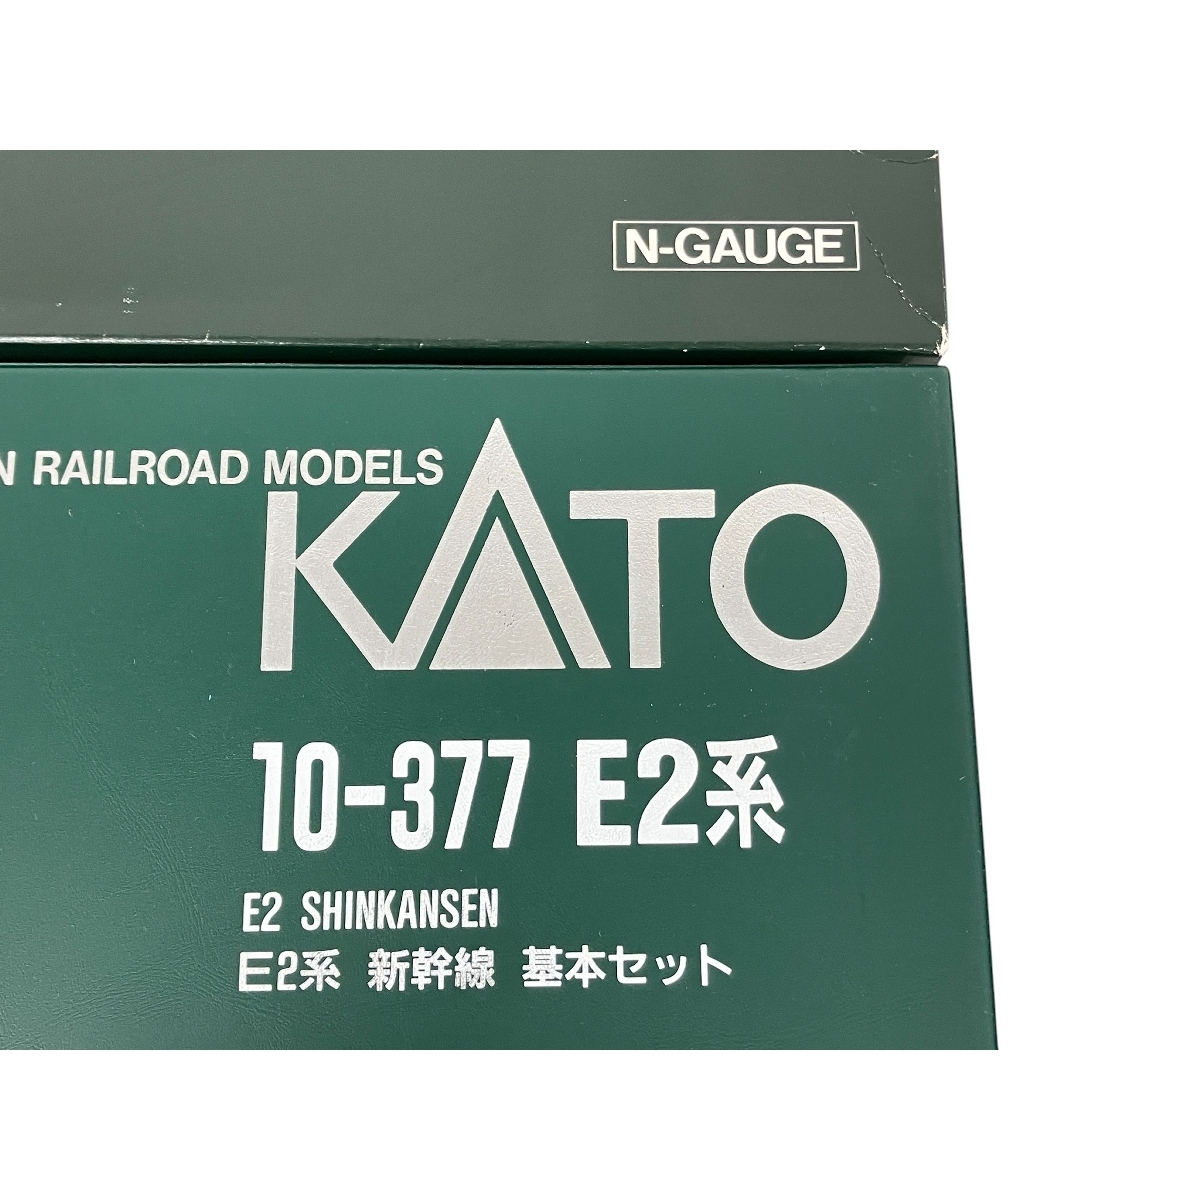 N-GAUGE
N RAILROAD MODELS
KATO
10-377 E2系
E2 SHINKANSEN
E2系 新幹線 基本セット